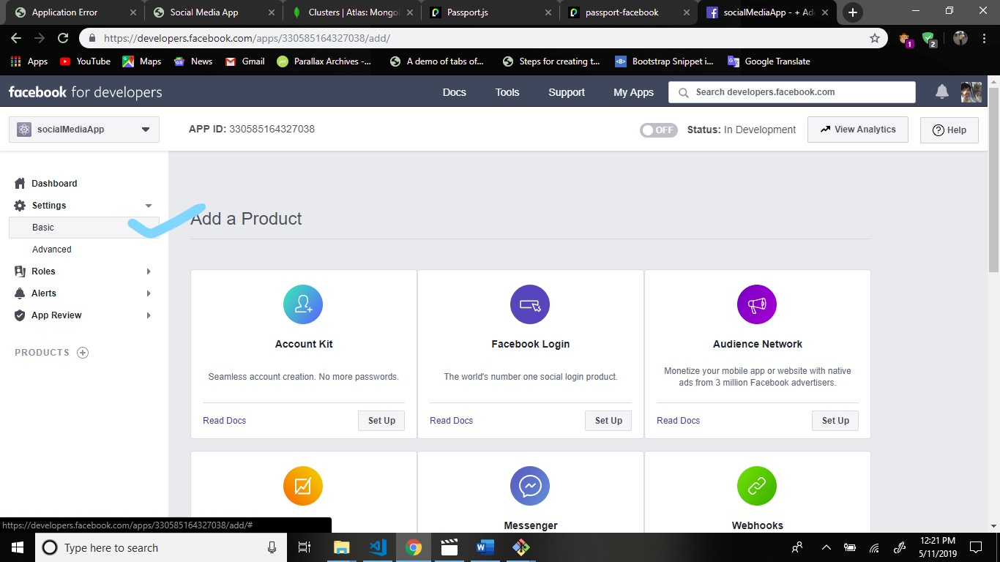 Application Error
Social Media App
Clusters | Atlas: Mongo
Passport.js
passport-facebook
socialMediaApp - + Ad
https://developers.facebook.com/apps/330585164327038/add/
1
2
Apps
YouTube
Maps
News
Gmail
Parallax Archives -...
A demo of tabs of...
Steps for creating t...
Bootstrap Snippet i...
Google Translate
facebook for developers
Docs
Tools
Support
My Apps
Search developers.facebook.com
socialMediaApp
APP ID: 330585164327038
OFF
Status: In Development
View Analytics
Help
Dashboard
Settings
Basic
Advanced
Roles
Alerts
App Review
PRODUCTS
Add a Product
Account Kit
Seamless account creation. No more passwords.
Read Docs
Set Up
Facebook Login
The world's number one social login product.
Read Docs
Set Up
Audience Network
Monetize your mobile app or website with native
ads from 3 million Facebook advertisers.
Read Docs
Set Up
Messenger
Webhooks
https://developers.facebook.com/apps/330585164327038/add/#
Type here to search
12:21 PM
5/11/2019